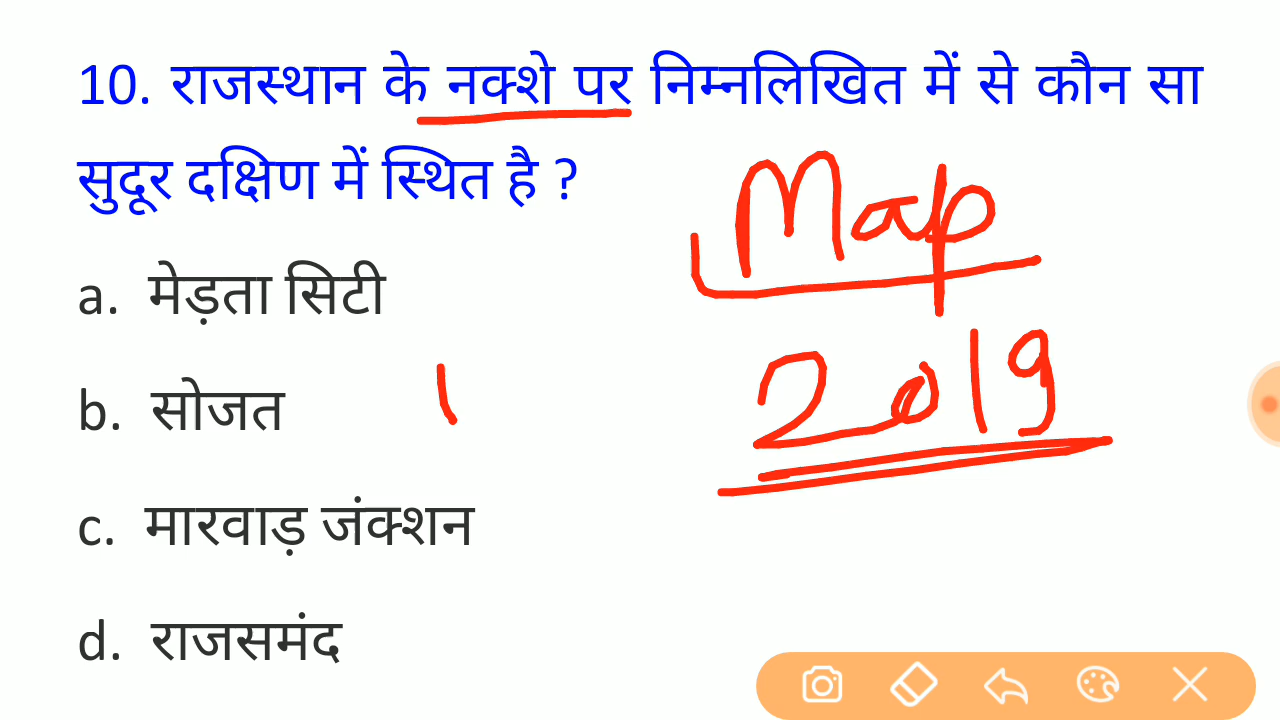 10. राजस्थान के नक्शे पर निम्नलिखित में से कौन सा
सुदूर दक्षिण में स्थित है ?
Map
a. मेड़ता सिटी
2019
b. सोजत
c. मारवाड़ जंक्शन
d. राजसमंद